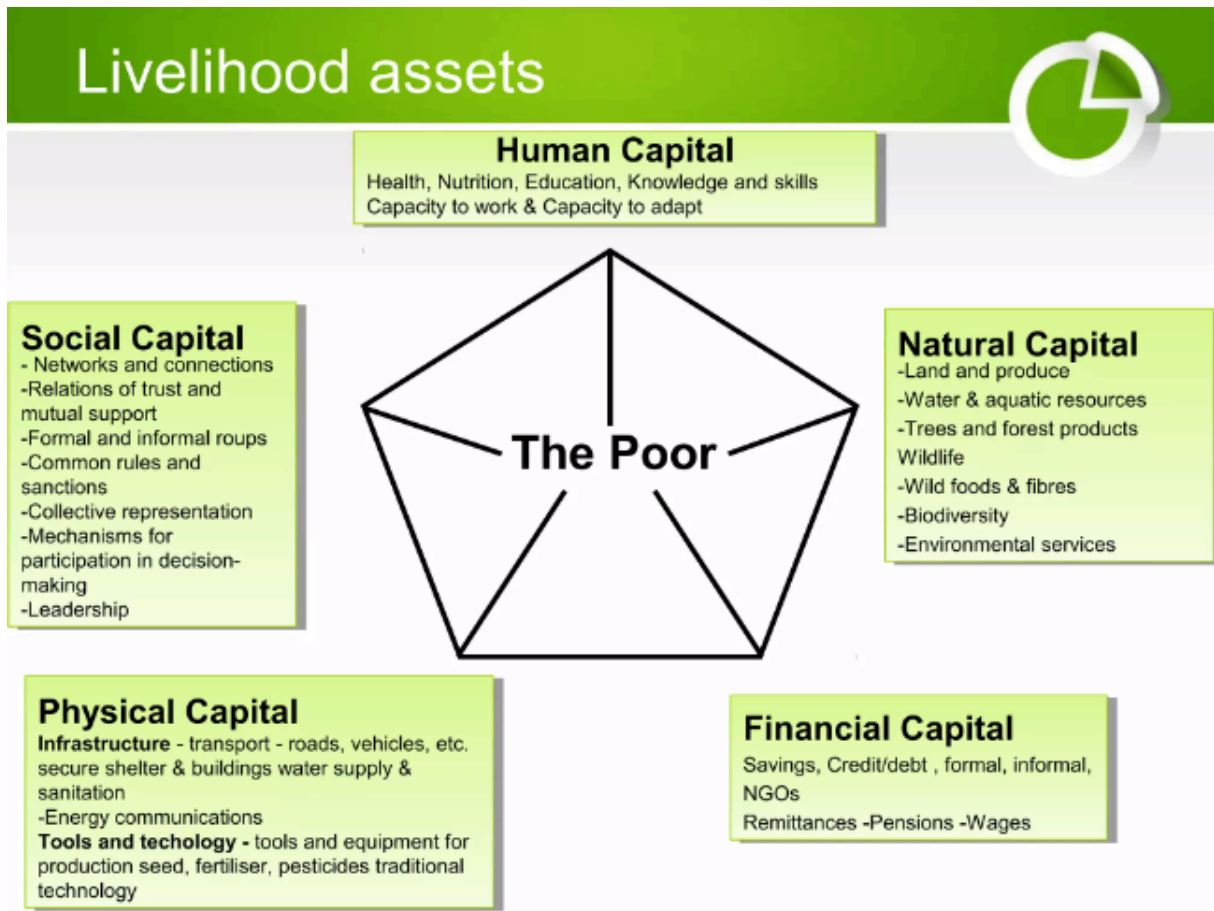 Livelihood assets
Human Capital
Health, Nutrition, Education, Knowledge and skills
Capacity to work & Capacity to adapt
Social Capital
- Networks and connections
-Relations of trust and
mutual support
-Formal and informal roups
-Common rules and
sanctions
-Collective representation
-Mechanisms for
participation in decision-
making
-Leadership
The Poor
Natural Capital
-Land and produce
-Water & aquatic resources
-Trees and forest products
Wildlife
-Wild foods & fibres
-Biodiversity
-Environmental services
Physical Capital
Infrastructure - transport - roads, vehicles, etc.
secure shelter & buildings water supply &
sanitation
-Energy communications
Tools and techology - tools and equipment for
production seed, fertiliser, pesticides traditional
technology
Financial Capital
Savings, Credit/debt , formal, informal,
NGOs
Remittances -Pensions -Wages